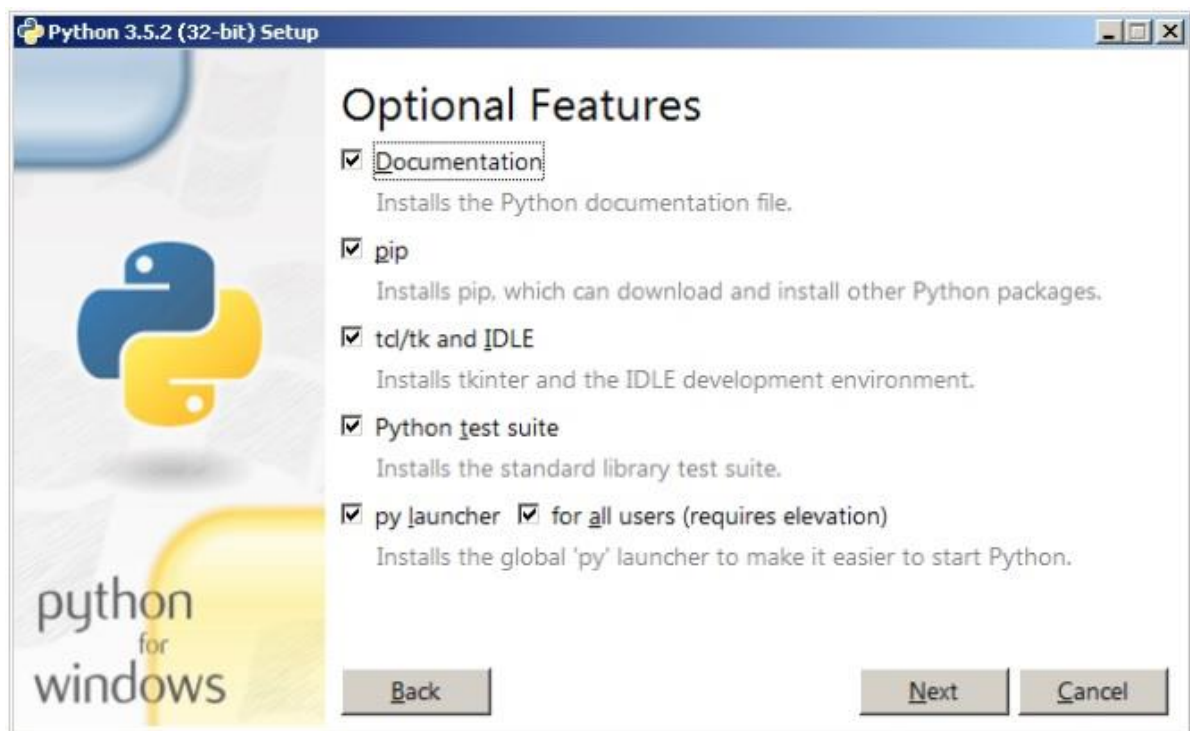 Python 3.5.2 (32-bit) Setup
Optional Features
Documentation
Installs the Python documentation file.
pip
Installs pip, which can download and install other Python packages.
tcl/tk and IDLE
Installs tkinter and the IDLE development environment.
Python test suite
Installs the standard library test suite.
py launcher for all users (requires elevation)
Installs the global 'py' launcher to make it easier to start Python.
python
for
windows
Back Next Cancel